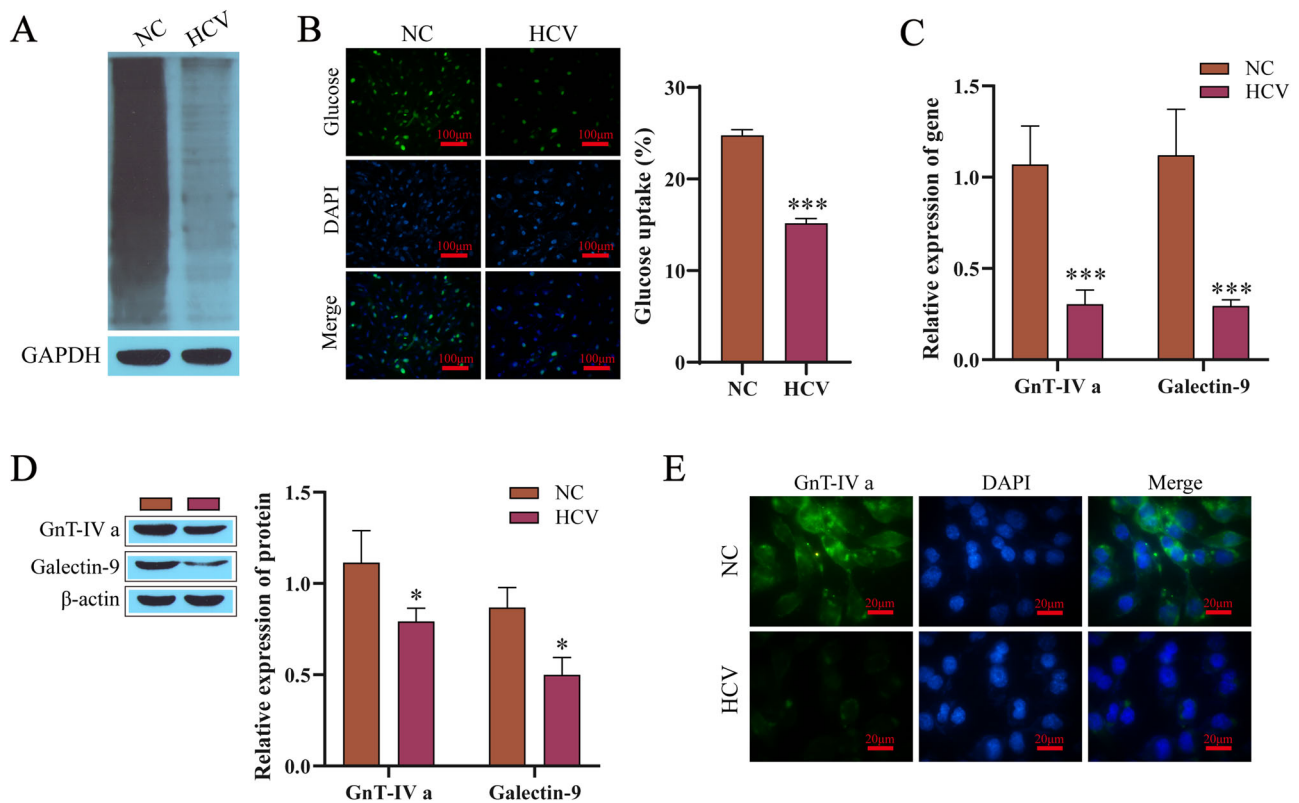 A
NC HCV
GAPDH
B
NC HCV
Glucose
100μm 100μm
DAPI
100μm 100μm
Merge
100μm 100μm
Glucose uptake (%)
30
20
10
0
***
NC HCV
C
NC
HCV
Relative expression of gene
1.5
1.0
0.5
0.0
*** ***
GnT-IV a Galectin-9
D
GnT-IV a
Galectin-9
β-actin
NC
HCV
Relative expression of protein
1.5
1.0
0.5
0.0
* *
GnT-IV a Galectin-9
E
GnT-IV a DAPI Merge
NC
20μm 20μm 20μm
HCV
20μm 20μm 20μm